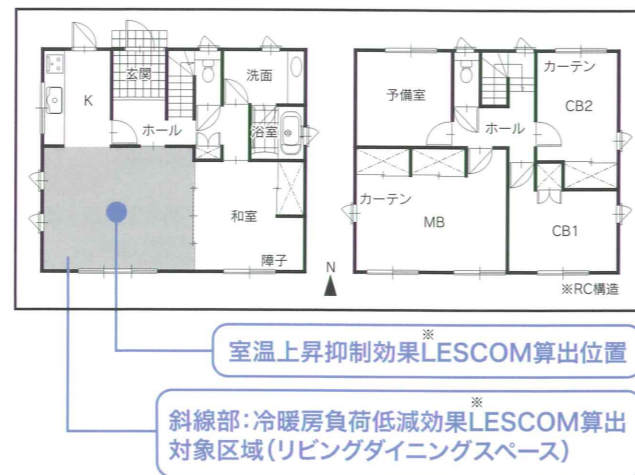 玄関
洗面
K
ホール
浴室
和室
障子
予備室
カーテン
CB2
ホール
カーテン
MB
CB1
※RC構造
N
室温上昇抑制効果※LESCOM算出位置
斜線部：冷暖房負荷低減効果※LESCOM算出
対象区域（リビングダイニングスペース）